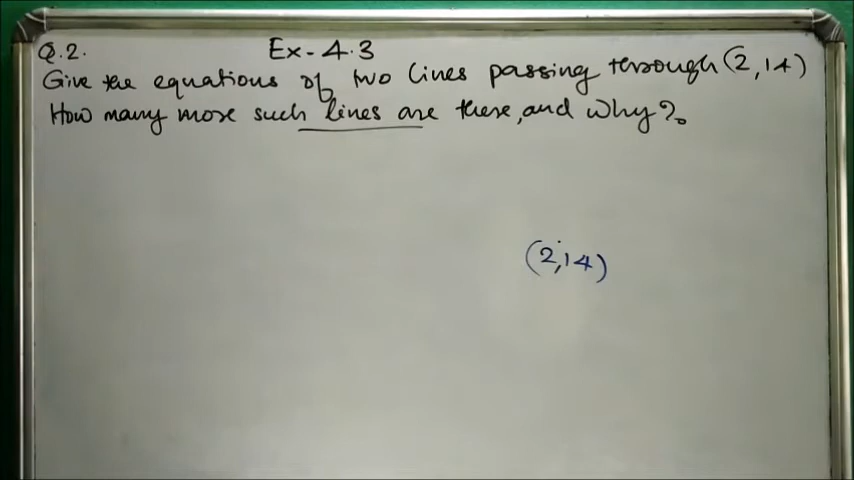 Q.2. Ex-4.3
Give the equations of two lines passing through (2,14)
How many more such lines are there, and why?
(2,14)